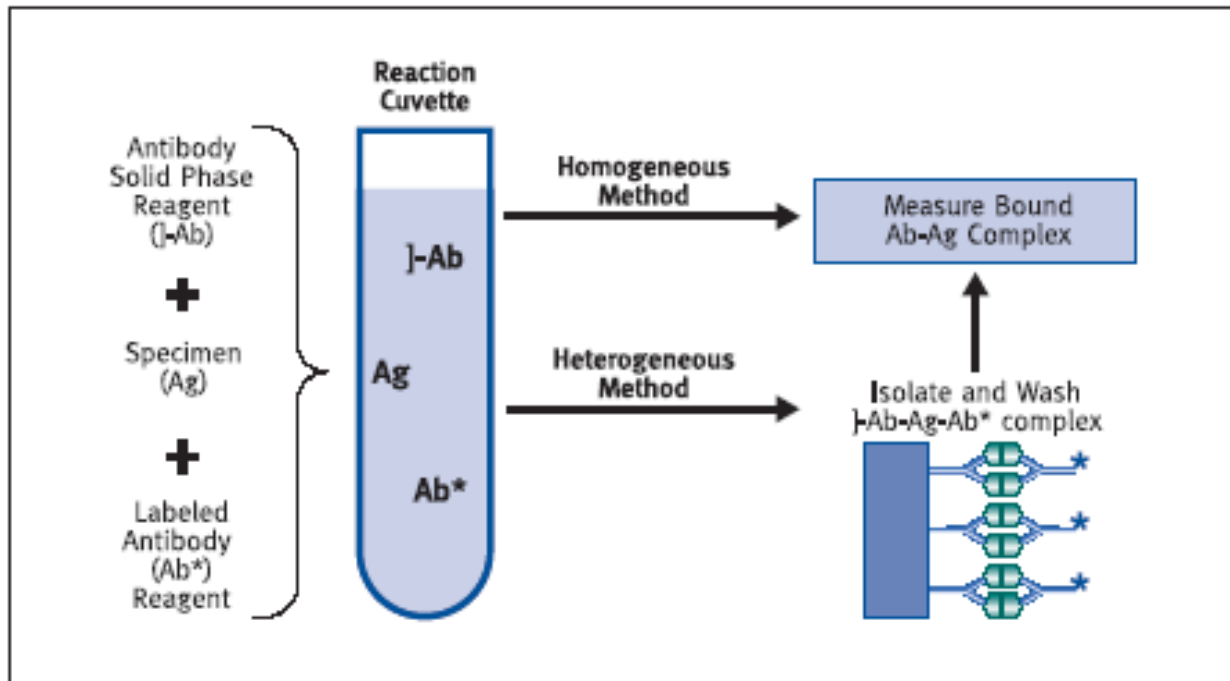 Reaction
Cuvette
Antibody
Solid Phase
Reagent
(]-Ab)
+
Specimen
(Ag)
+
Labeled
Antibody
(Ab*)
Reagent
]-Ab
Ag
Ab*
Homogeneous
Method
Measure Bound
Ab-Ag Complex
Heterogeneous
Method
Isolate and Wash
]-Ab-Ag-Ab* complex
*
*
*